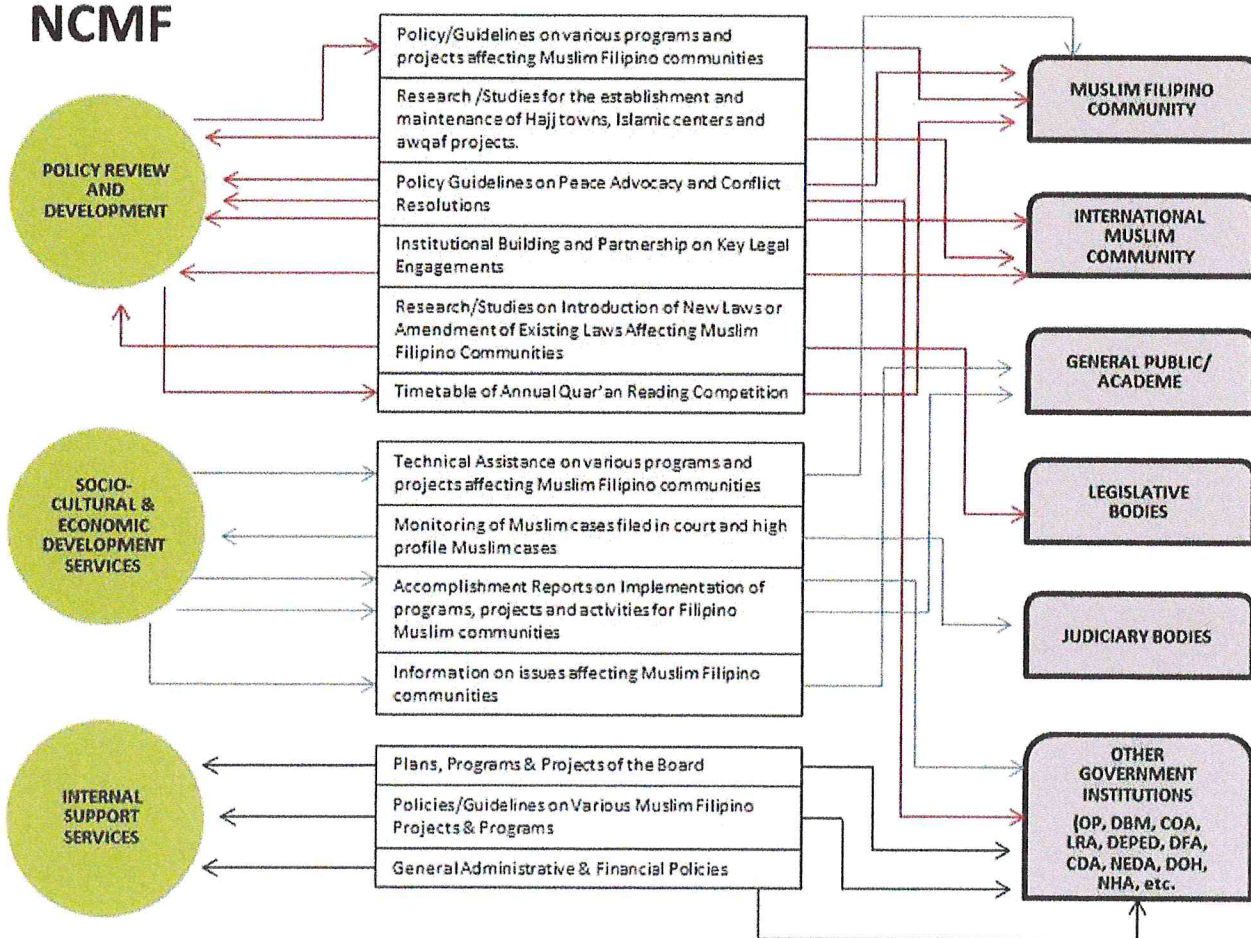 NCMF
POLICY REVIEW
AND
DEVELOPMENT
SOCIO-
CULTURAL &
ECONOMIC
DEVELOPMENT
SERVICES
INTERNAL
SUPPORT
SERVICES
Policy/Guidelines on various programs and
projects affecting Muslim Filipino communities
Research /Studies for the establishment and
maintenance of Hajj towns, Islamic centers and
awqaf projects.
Policy Guidelines on Peace Advocacy and Conflict
Resolutions
Institutional Building and Partnership on Key Legal
Engagements
Research/Studies on Introduction of New Laws or
Amendment of Existing Laws Affecting Muslim
Filipino Communities
Timetable of Annual Quar'an Reading Competition
Technical Assistance on various programs and
projects affecting Muslim Filipino communities
Monitoring of Muslim cases filed in court and high
profile Muslim cases
Accomplishment Reports on Implementation of
programs, projects and activities for Filipino
Muslim communities
Information on issues affecting Muslim Filipino
communities
Plans, Programs & Projects of the Board
Policies/Guidelines on Various Muslim Filipino
Projects & Programs
General Administrative & Financial Policies
MUSLIM FILIPINO
COMMUNITY
INTERNATIONAL
MUSLIM
COMMUNITY
GENERAL PUBLIC/
ACADEME
LEGISLATIVE
BODIES
JUDICIARY BODIES
OTHER
GOVERNMENT
INSTITUTIONS
(OP, DBM, COA,
LRA, DEPED, DFA,
CDA, NEDA, DOH,
NHA, etc.